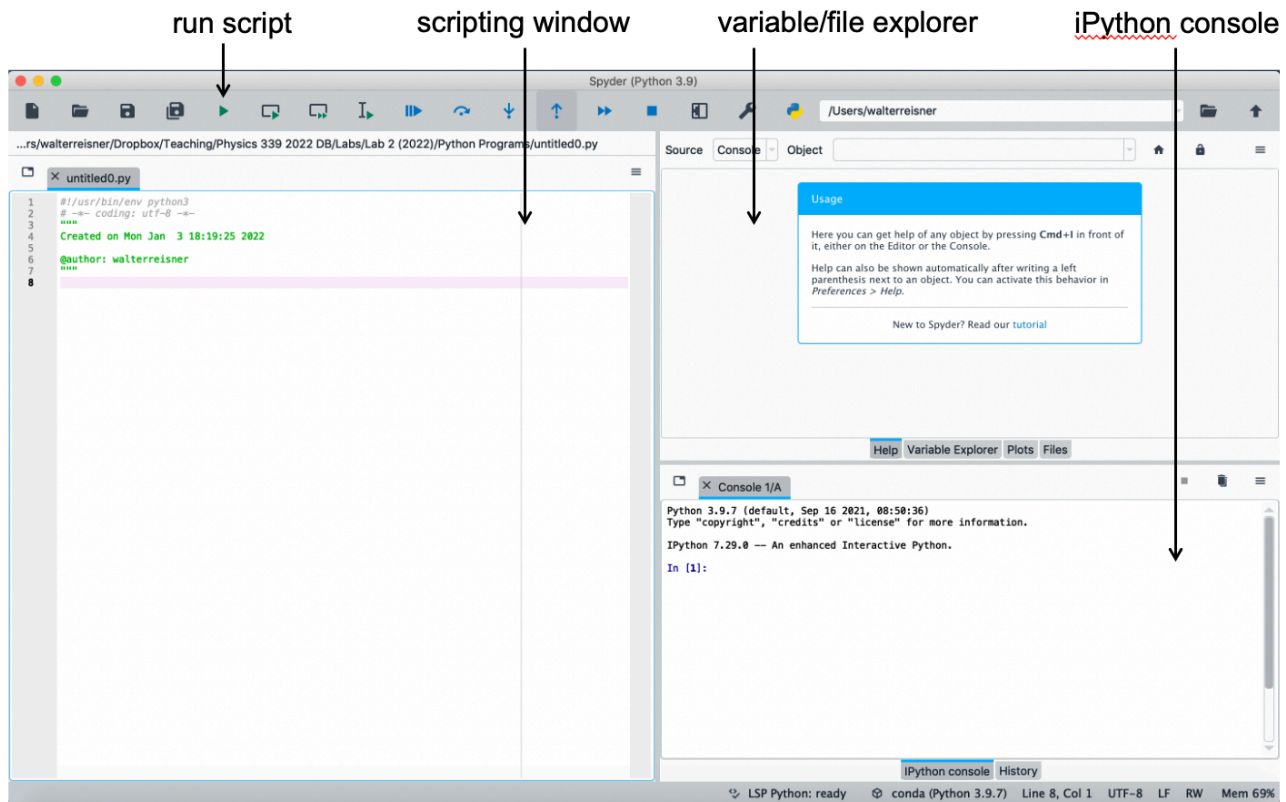 run script
scripting window
variable/file explorer
iPython console
Spyder (Python 3.9)
/Users/walterreisner
...rs/walterreisner/Dropbox/Teaching/Physics 339 2022 DB/Labs/Lab 2 (2022)/Python Programs/untitled0.py
Source
Console
Object
untitled0.py
1 #!/usr/bin/env python3
2 # -*- coding: utf-8 -*-
3 """
4 Created on Mon Jan  3 18:19:25 2022
5
6 @author: walterreisner
7 """
8
Usage
Here you can get help of any object by pressing Cmd+I in front of
it, either on the Editor or the Console.
Help can also be shown automatically after writing a left
parenthesis next to an object. You can activate this behavior in
Preferences > Help.
New to Spyder? Read our tutorial
Help
Variable Explorer
Plots
Files
Console 1/A
Python 3.9.7 (default, Sep 16 2021, 08:50:36)
Type "copyright", "credits" or "license" for more information.
IPython 7.29.0 -- An enhanced Interactive Python.
In [1]:
IPython console
History
LSP Python: ready
conda (Python 3.9.7)
Line 8, Col 1
UTF-8
LF
RW
Mem 69%